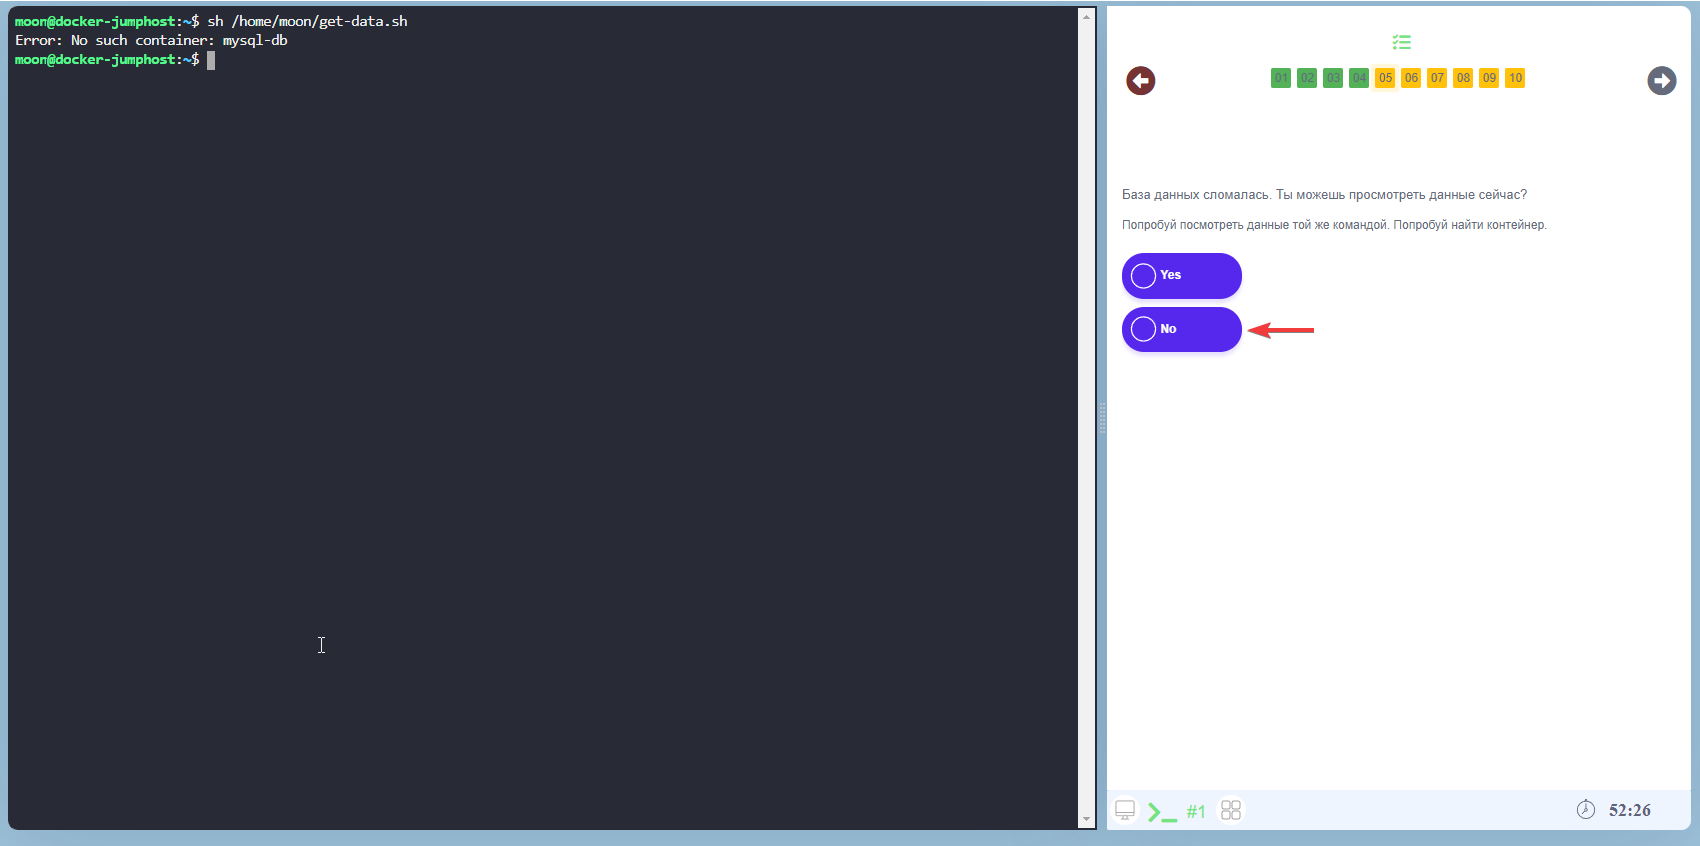 moon@docker-jumphost:~$ sh /home/moon/get-data.sh
Error: No such container: mysql-db
moon@docker-jumphost:~$
01 02 03 04 05 06 07 08 09 10
База данных сломалась. Ты можешь просмотреть данные сейчас?
Попробуй посмотреть данные той же командой. Попробуй найти контейнер.
Yes
No
#1
52:26